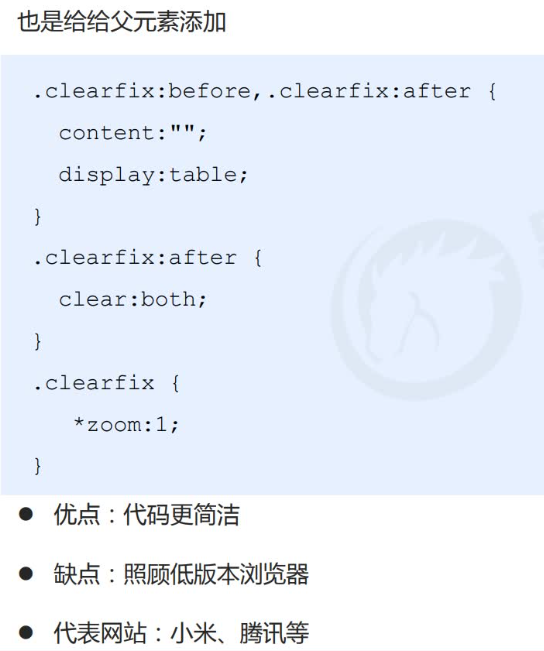 也是给给父元素添加
.clearfix:before,.clearfix:after {
content:"";
display:table;
}
.clearfix:after {
clear:both;
}
.clearfix {
*zoom:1;
}
● 优点：代码更简洁
● 缺点：照顾低版本浏览器
● 代表网站：小米、腾讯等